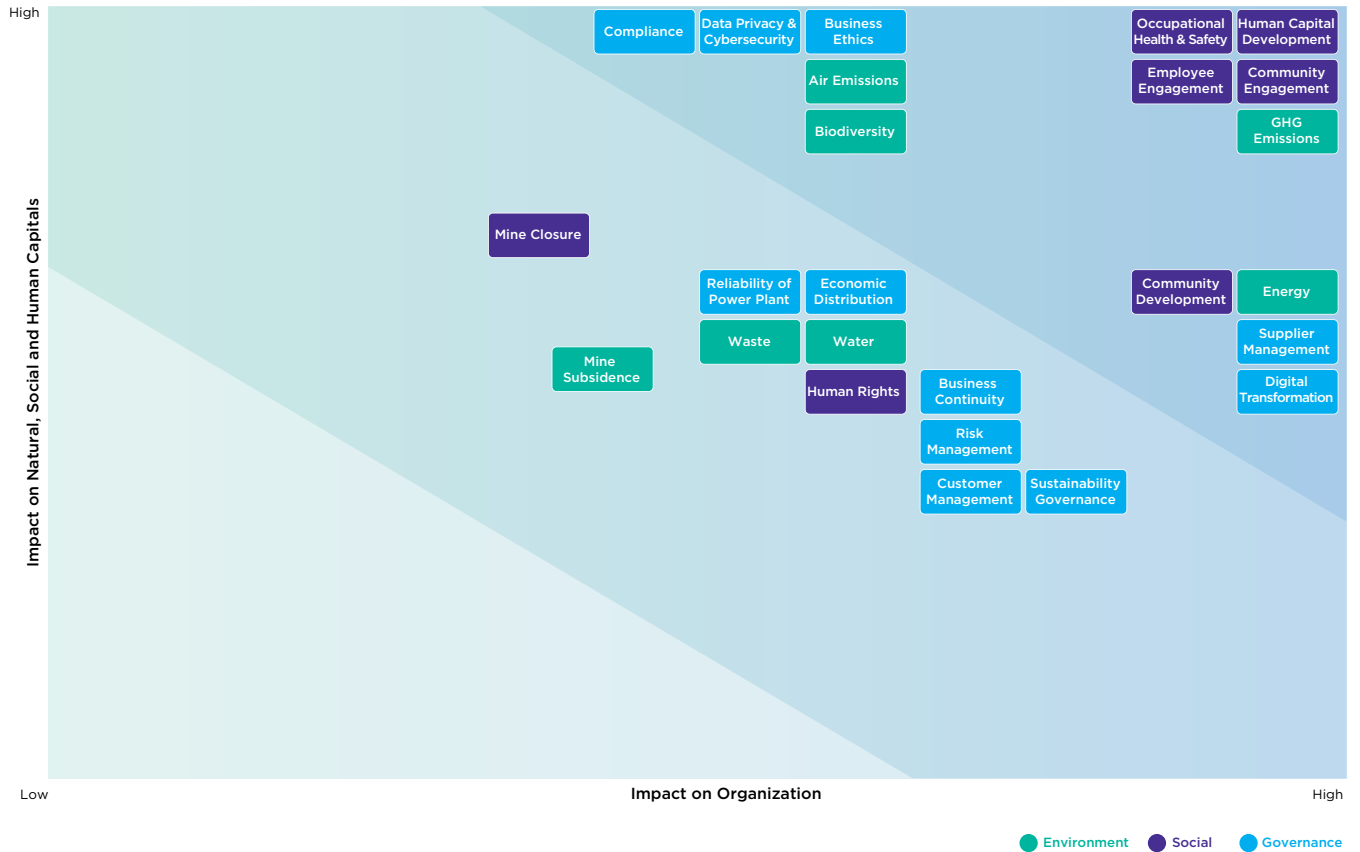 High
Compliance
Data Privacy &
Cybersecurity
Business
Ethics
Occupational
Health & Safety
Human Capital
Development
Air Emissions
Employee
Engagement
Community
Engagement
Biodiversity
GHG
Emissions
Impact on Natural, Social and Human Capitals
Mine Closure
Reliability of
Power Plant
Economic
Distribution
Community
Development
Energy
Waste
Water
Supplier
Management
Mine
Subsidence
Human Rights
Business
Continuity
Digital
Transformation
Risk
Management
Customer
Management
Sustainability
Governance
Low
Impact on Organization
High
Environment
Social
Governance